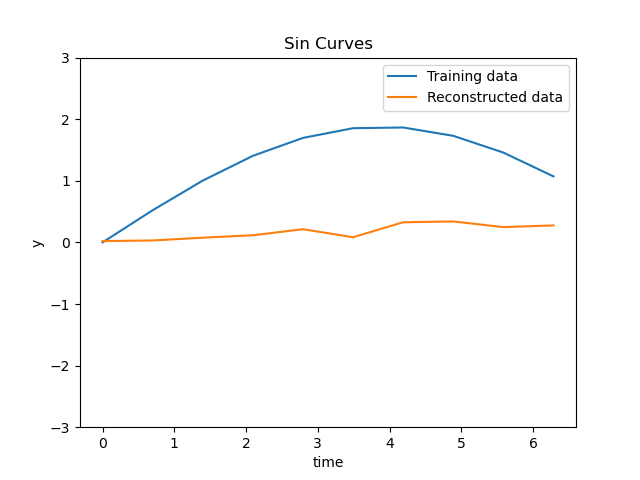 Sin Curves
Training data
Reconstructed data
3
2
1
0
−1
−2
−3
y
0 1 2 3 4 5 6
time